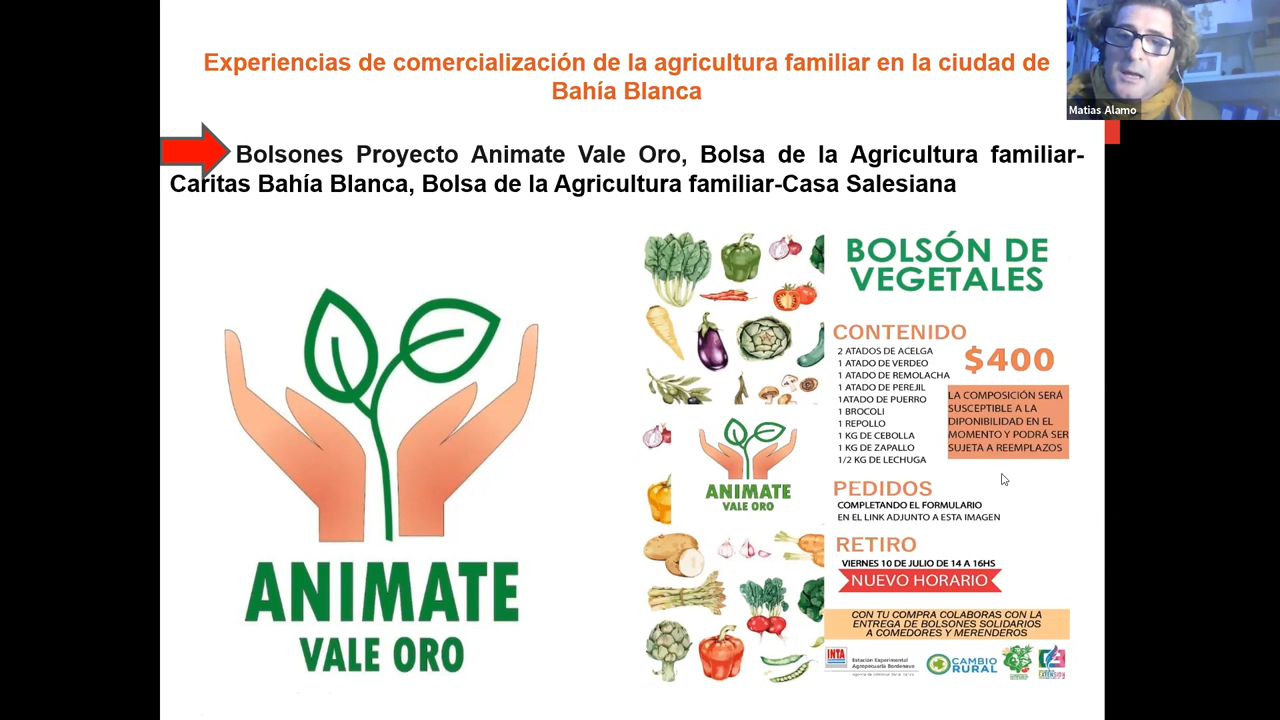 Experiencias de comercialización de la agricultura familiar en la ciudad de
Bahía Blanca
Matias Alamo
Bolsones Proyecto Animate Vale Oro, Bolsa de la Agricultura familiar-
Caritas Bahía Blanca, Bolsa de la Agricultura familiar-Casa Salesiana
ANIMATE
VALE ORO
BOLSÓN DE
VEGETALES
CONTENIDO
2 ATADOS DE ACELGA
1 ATADO DE VERDEO
1 ATADO DE REMOLACHA
1 ATADO DE PEREJIL
1ATADO DE PUERRO
1 BROCOLI
1 REPOLLO
1 KG DE CEBOLLA
1 KG DE ZAPALLO
1/2 KG DE LECHUGA
$400
LA COMPOSICIÓN SERÁ
SUSCEPTIBLE A LA
DIPONIBILIDAD EN EL
MOMENTO Y PODRÁ SER
SUJETA A REEMPLAZOS
ANIMATE
VALE ORO
PEDIDOS
COMPLETANDO EL FORMULARIO
EN EL LINK ADJUNTO A ESTA IMAGEN
RETIRO
VIERNES 10 DE JULIO DE 14 A 16HS
NUEVO HORARIO
CON TU COMPRA COLABORAS CON LA
ENTREGA DE BOLSONES SOLIDARIOS
A COMEDORES Y MERENDEROS
INTA
Estacion Experimental
Agropecuaria Bordenave
CAMBIO
RURAL